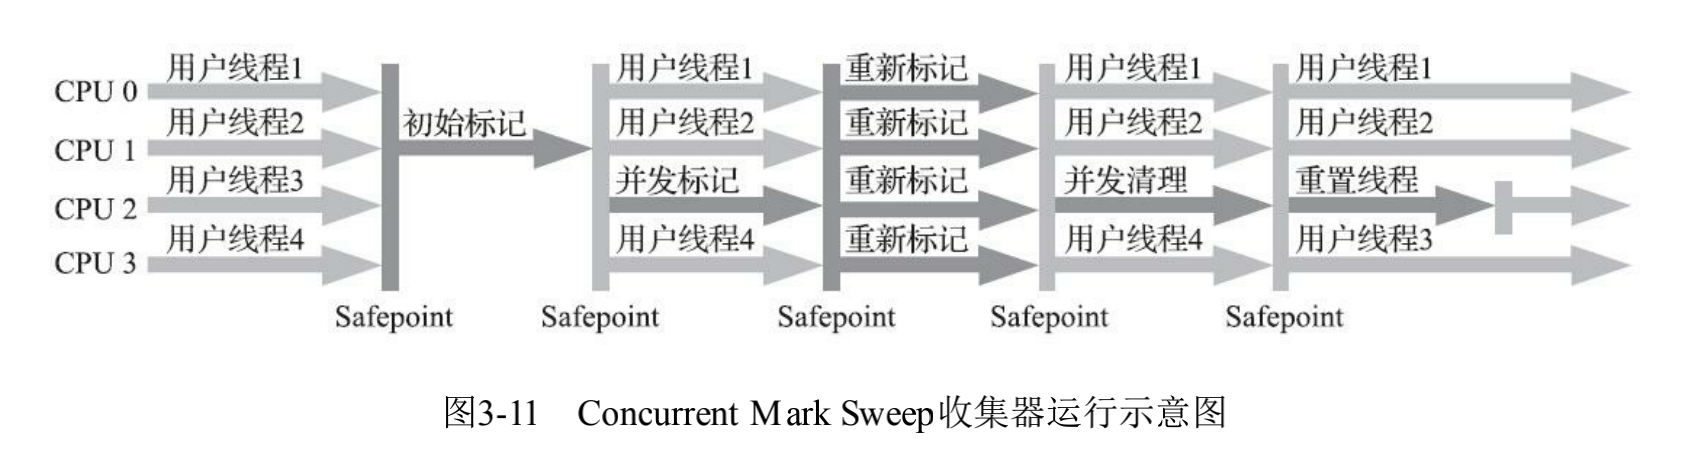 用户线程1 用户线程1 重新标记 用户线程1 用户线程1
CPU 0
用户线程2 初始标记 用户线程2 重新标记 用户线程2 用户线程2
CPU 1
用户线程3 并发标记 重新标记 并发清理 重置线程
CPU 2
用户线程4 用户线程4 重新标记 用户线程4 用户线程3
CPU 3
Safepoint Safepoint Safepoint Safepoint Safepoint
图3-11 Concurrent Mark Sweep收集器运行示意图